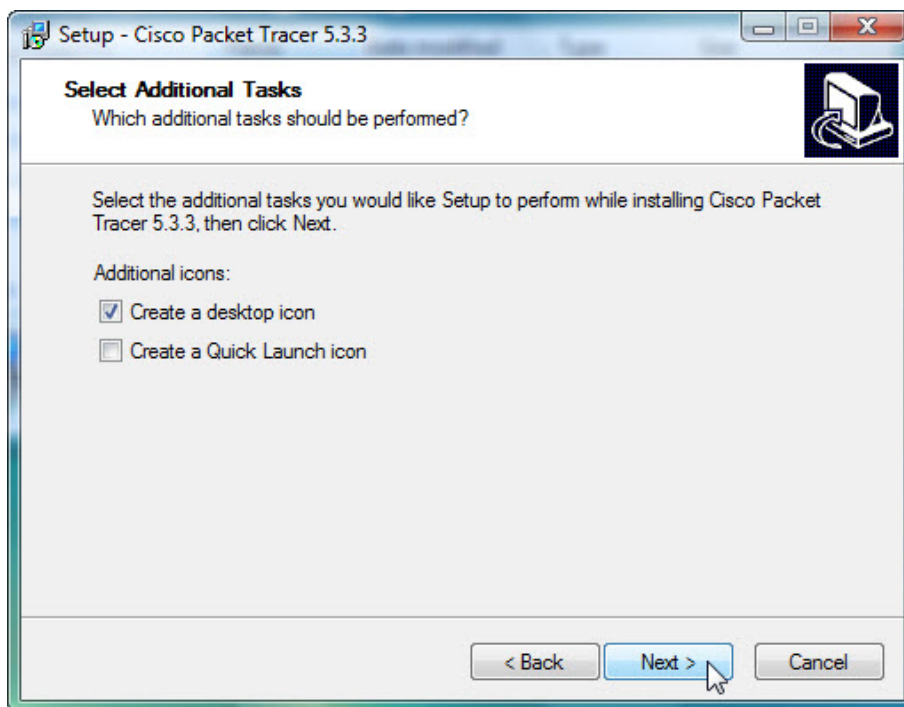 Setup - Cisco Packet Tracer 5.3.3
Select Additional Tasks
Which additional tasks should be performed?
Select the additional tasks you would like Setup to perform while installing Cisco Packet
Tracer 5.3.3, then click Next.
Additional icons:
Create a desktop icon
Create a Quick Launch icon
< Back Next > Cancel